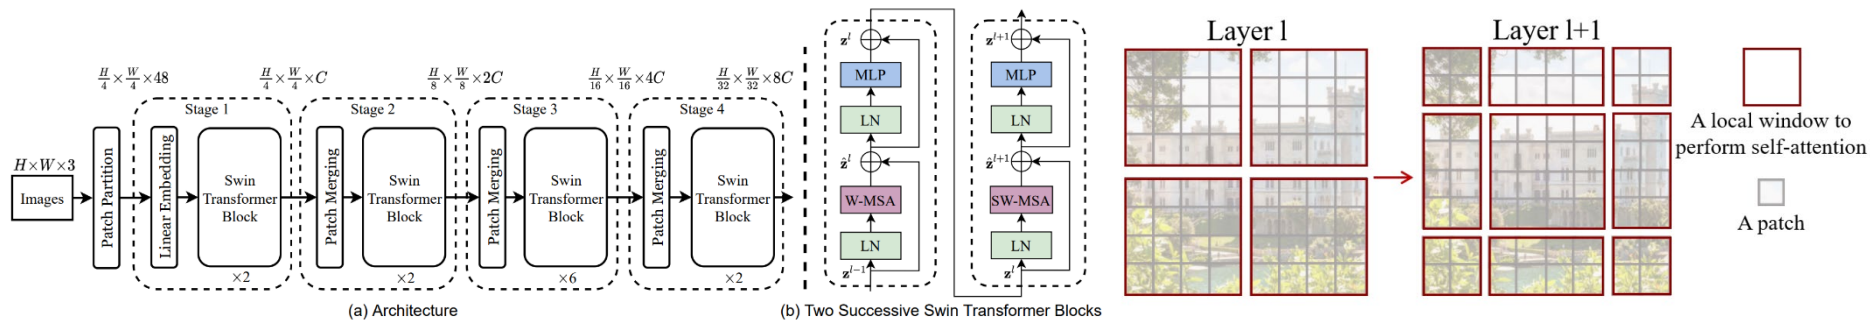 H×W×3
Images
Patch Partition
H/4 × W/4 × 48
Stage 1
Linear Embedding
Swin
Transformer
Block
×2
H/4 × W/4 × C
Stage 2
Patch Merging
Swin
Transformer
Block
×2
H/8 × W/8 × 2C
Stage 3
Patch Merging
Swin
Transformer
Block
×6
H/16 × W/16 × 4C
Stage 4
Patch Merging
Swin
Transformer
Block
×2
H/32 × W/32 × 8C
(a) Architecture
z^l
MLP
LN
ẑ^l
W-MSA
LN
z^{l-1}
z^{l+1}
MLP
LN
ẑ^{l+1}
SW-MSA
LN
z^l
(b) Two Successive Swin Transformer Blocks
Layer l
Layer l+1
A local window to
perform self-attention
A patch